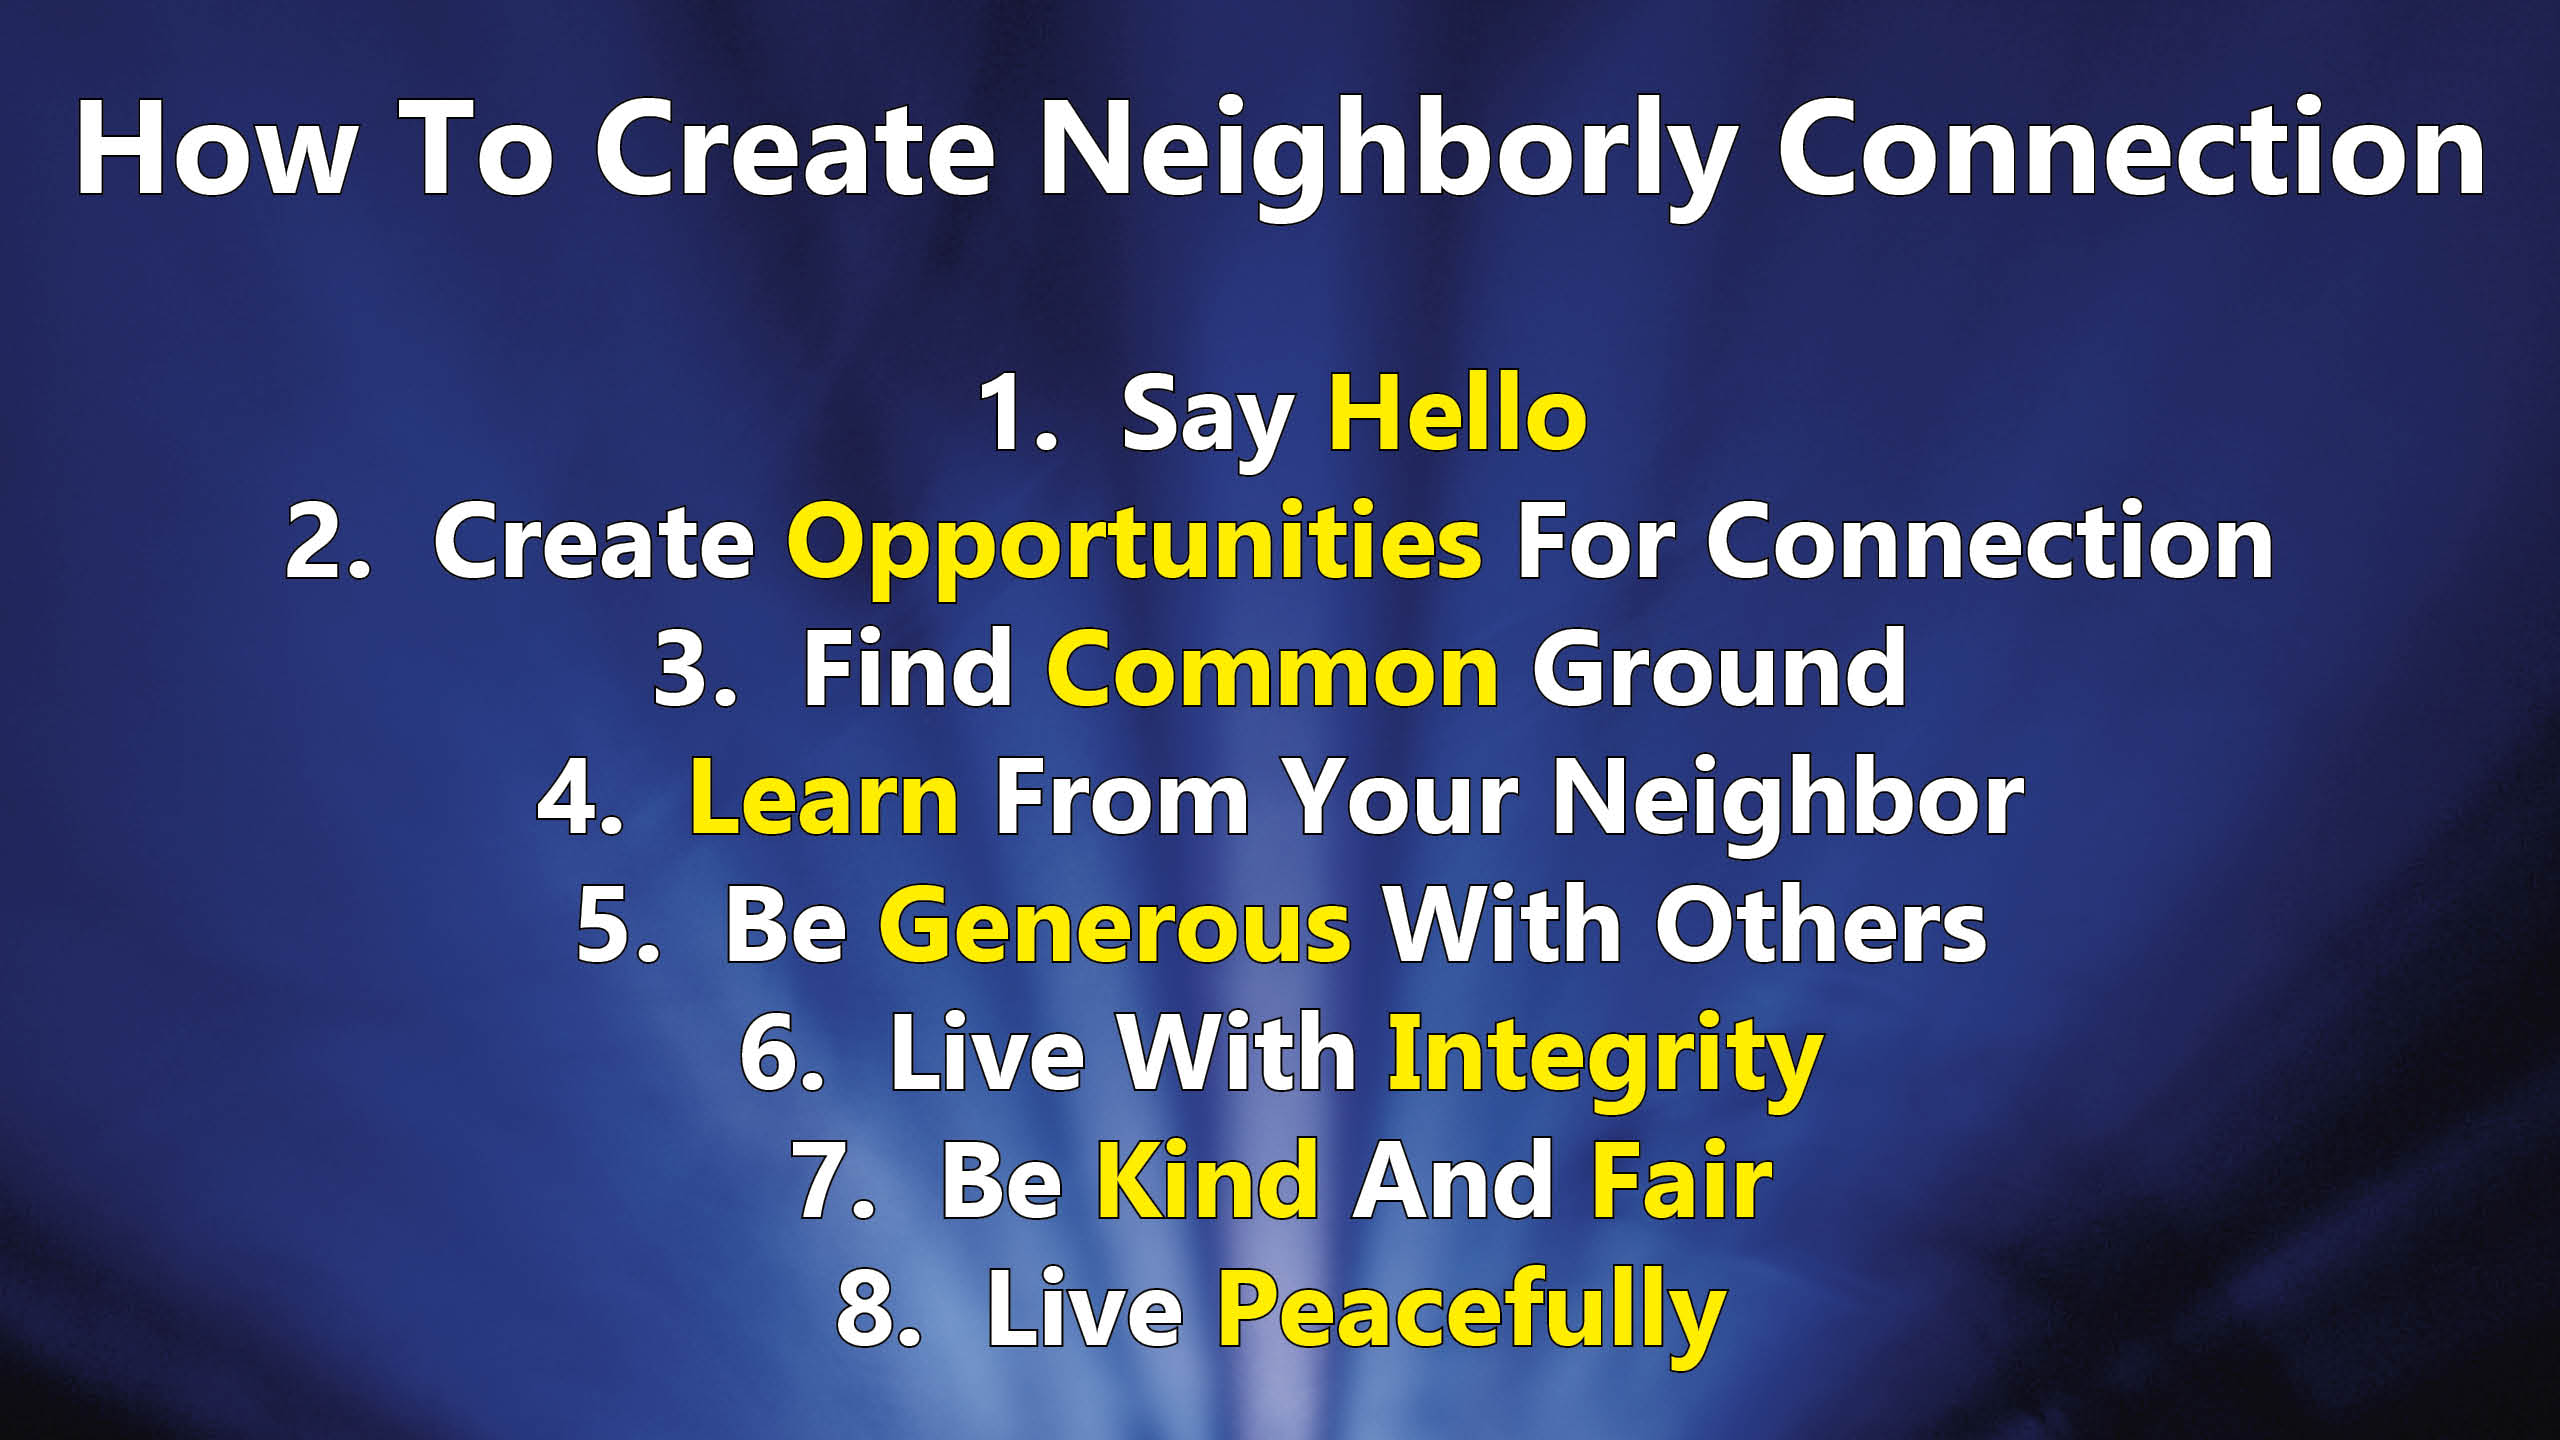 How To Create Neighborly Connection
1. Say Hello
2. Create Opportunities For Connection
3. Find Common Ground
4. Learn From Your Neighbor
5. Be Generous With Others
6. Live With Integrity
7. Be Kind And Fair
8. Live Peacefully